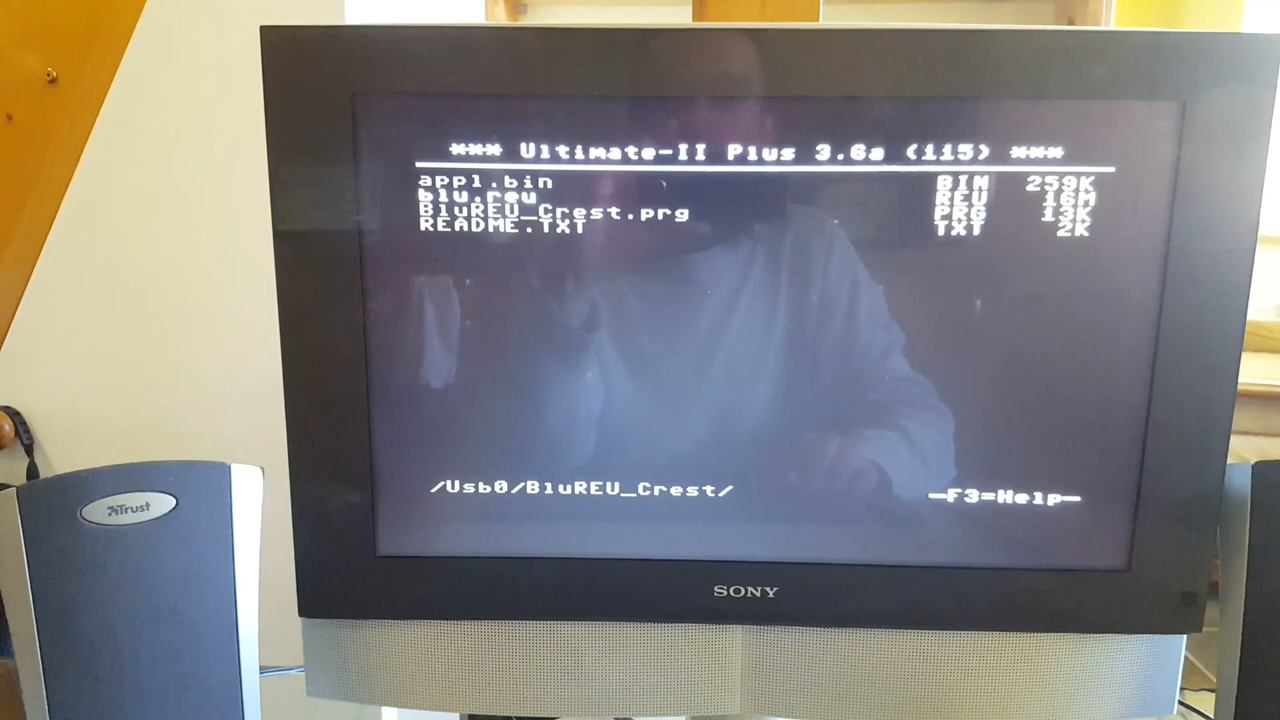 *** Ultimate-II Plus 3.6a (115) ***
appl.bin BIN 259K
blu.reu REU 16M
BluREU_Crest.prg PRG 13K
README.TXT TXT 2K
/Usb0/BluREU_Crest/ —F3=Help—
Trust
SONY